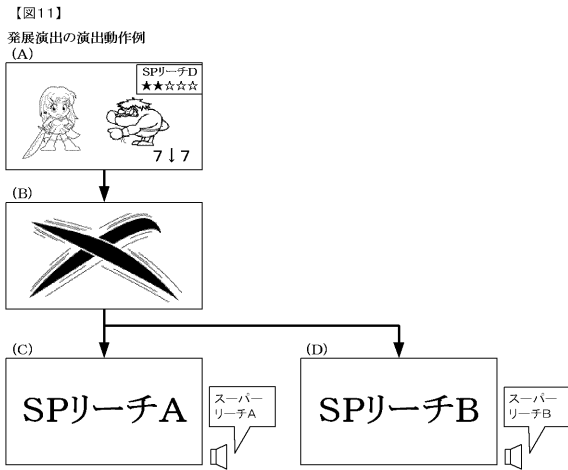 【図11】
発展演出の演出動作例
(A)
SPリーチD
★★☆☆☆
7↓7
(B)
(C)
SPリーチA
スーパー
リーチA
(D)
SPリーチB
スーパー
リーチB